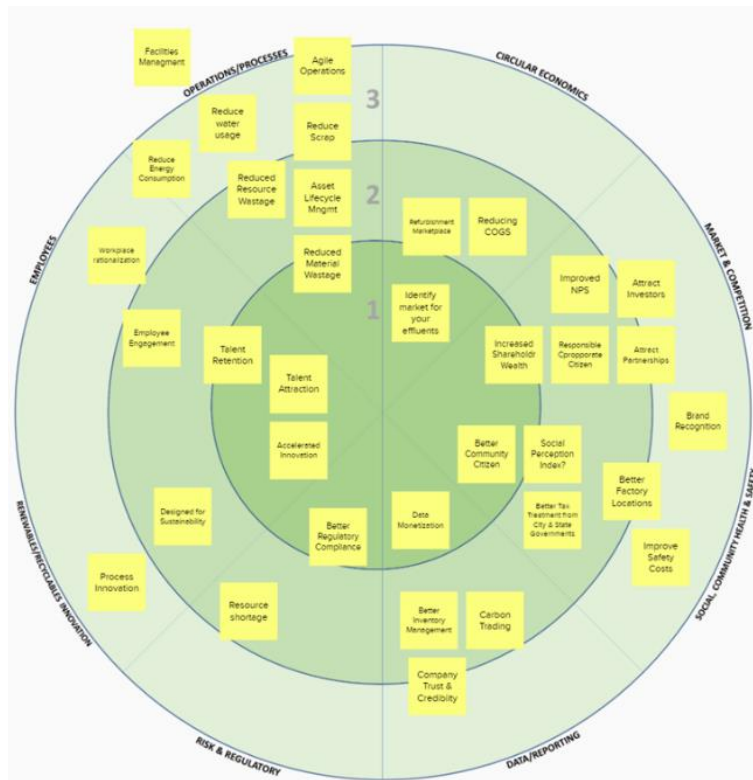 Facilities
Managment
OPERATIONS/PROCESSES
Agile
Operations
CIRCULAR ECONOMICS
3
Reduce
water
usage
Reduce
Scrap
Reduce
Energy
Consumption
Reduced
Resource
Wastage
Asset
Lifecycle
Mngmt
2
Refurbishment
Marketplace
Reducing
COGS
EMPLOYEES
Workplace
rationalization
Reduced
Material
Wastage
MARKET & COMPETITION
Improved
NPS
Attract
Investors
1
Identify
market for
your
effluents
Employee
Engagement
Talent
Retention
Increased
Shareholdr
Wealth
Responsible
Cpropporate
Citizen
Attract
Partnerships
Talent
Attraction
Brand
Recognition
Accelerated
Innovation
Better
Community
Citizen
Social
Perception
Index?
Better
Factory
Locations
Designed for
Sustainability
Better
Regulatory
Compliance
Data
Monetization
Better Tax
Treatment from
City & State
Governments
SOCIAL COMMUNITY HEALTH & SAFETY
RENEWABLES/RECYCLABLES INNOVATION
Process
Innovation
Improve
Safety
Costs
Resource
shortage
Better
Inventory
Management
Carbon
Trading
Company
Trust &
Credibiity
RISK & REGULATORY
DATA/REPORTING